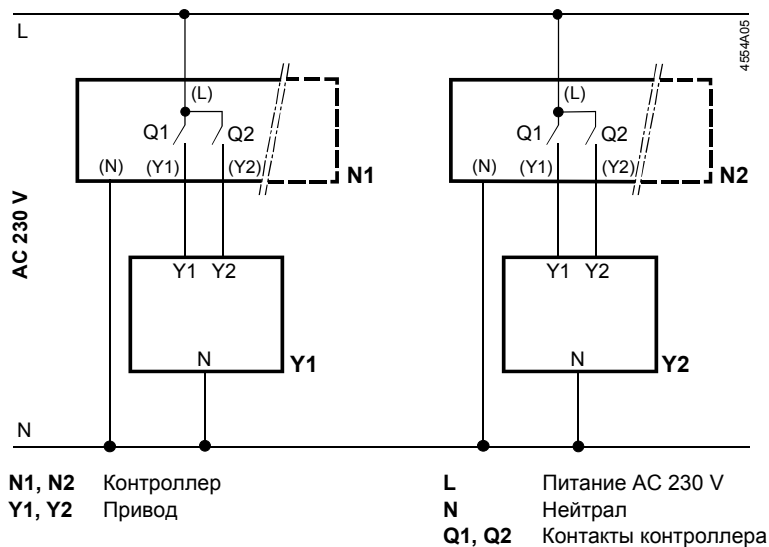 L
4554A05
(L)
(L)
Q1
Q2
Q1
Q2
(N)
(Y1)
(Y2)
N1
(N)
(Y1)
(Y2)
N2
AC 230 V
Y1 Y2
Y1 Y2
N
Y1
N
Y2
N
N1, N2 Контроллер
Y1, Y2 Привод
L Питание AC 230 V
N Нейтрал
Q1, Q2 Контакты контроллера